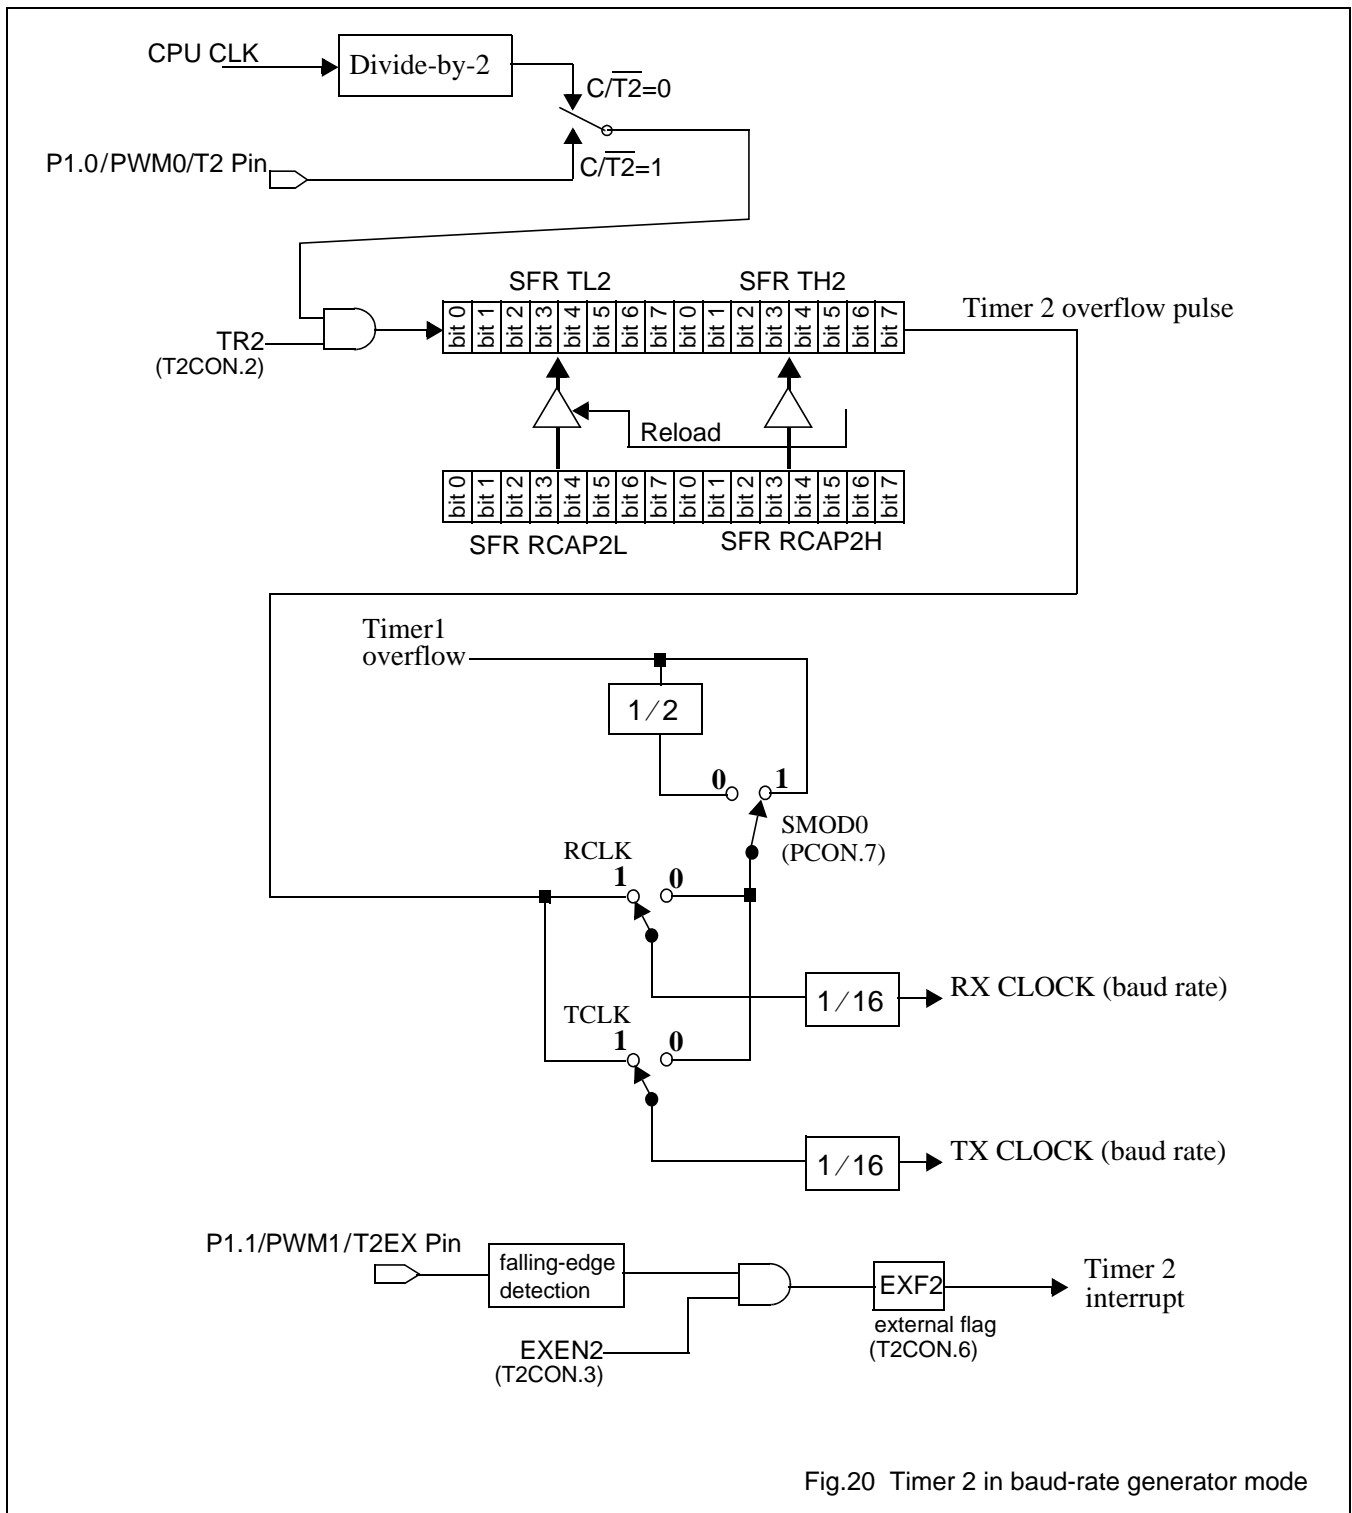 CPU CLK
Divide-by-2
C/T2=0
P1.0/PWM0/T2 Pin
C/T2=1
SFR TL2
SFR TH2
bit 0 bit 1 bit 2 bit 3 bit 4 bit 5 bit 6 bit 7 bit 0 bit 1 bit 2 bit 3 bit 4 bit 5 bit 6 bit 7
Timer 2 overflow pulse
TR2
(T2CON.2)
Reload
bit 0 bit 1 bit 2 bit 3 bit 4 bit 5 bit 6 bit 7 bit 0 bit 1 bit 2 bit 3 bit 4 bit 5 bit 6 bit 7
SFR RCAP2L
SFR RCAP2H
Timer1
overflow
1/2
0
1
SMOD0
(PCON.7)
RCLK
1
0
1/16
RX CLOCK (baud rate)
TCLK
1
0
1/16
TX CLOCK (baud rate)
P1.1/PWM1/T2EX Pin
falling-edge
detection
EXF2
Timer 2
interrupt
external flag
(T2CON.6)
EXEN2
(T2CON.3)
Fig.20 Timer 2 in baud-rate generator mode